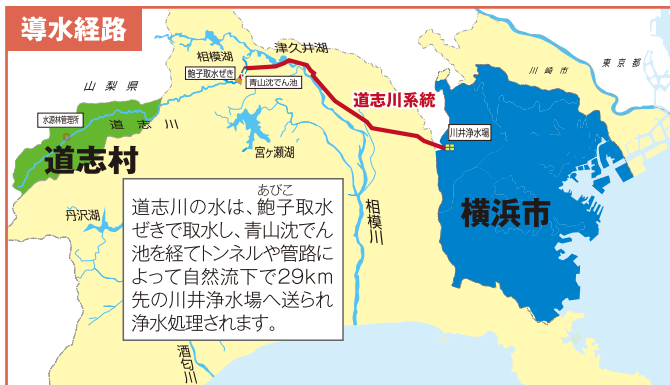 導水経路
相模湖
津久井湖
鮑子取水ぜき
青山沈でん池
山梨県
川崎市
東京都
道志川系統
水源林管理所
道志川
川井浄水場
道志村
宮ヶ瀬湖
横浜市
丹沢湖
相模川
あびこ
道志川の水は、鮑子取水
ぜきで取水し、青山沈でん
池を経てトンネルや管路に
よって自然流下で29km
先の川井浄水場へ送られ
浄水処理されます。
酒匂川